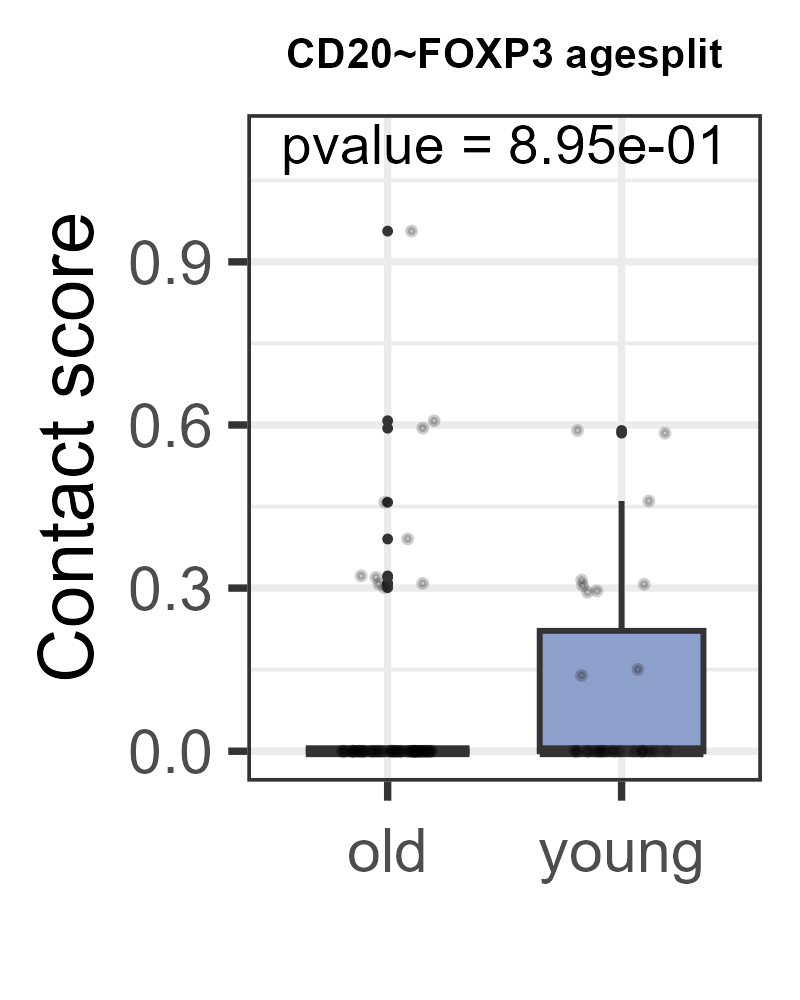 CD20~FOXP3 agesplit
pvalue = 8.95e-01
Contact score
0.9
0.6
0.3
0.0
old young